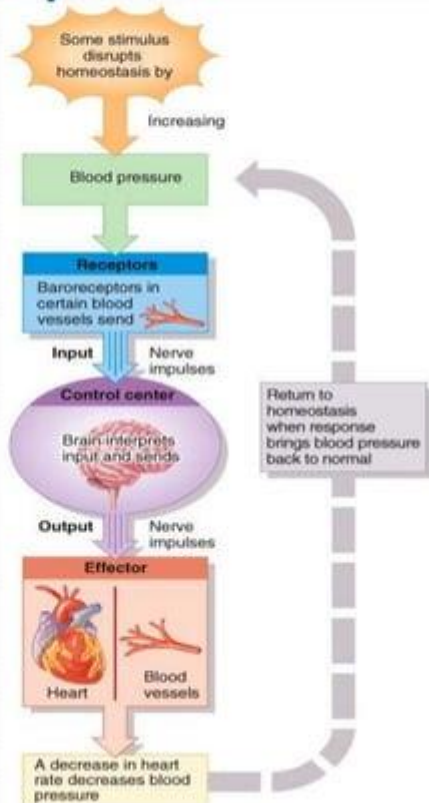 Some stimulus
disrupts
homeostasis by
Increasing
Blood pressure
Receptors
Baroreceptors in
certain blood
vessels send
Input
Nerve
impulses
Control center
Brain interprets
input and sends
Output
Nerve
impulses
Effector
Heart
Blood
vessels
A decrease in heart
rate decreases blood
pressure
Return to
homeostasis
when response
brings blood pressure
back to normal